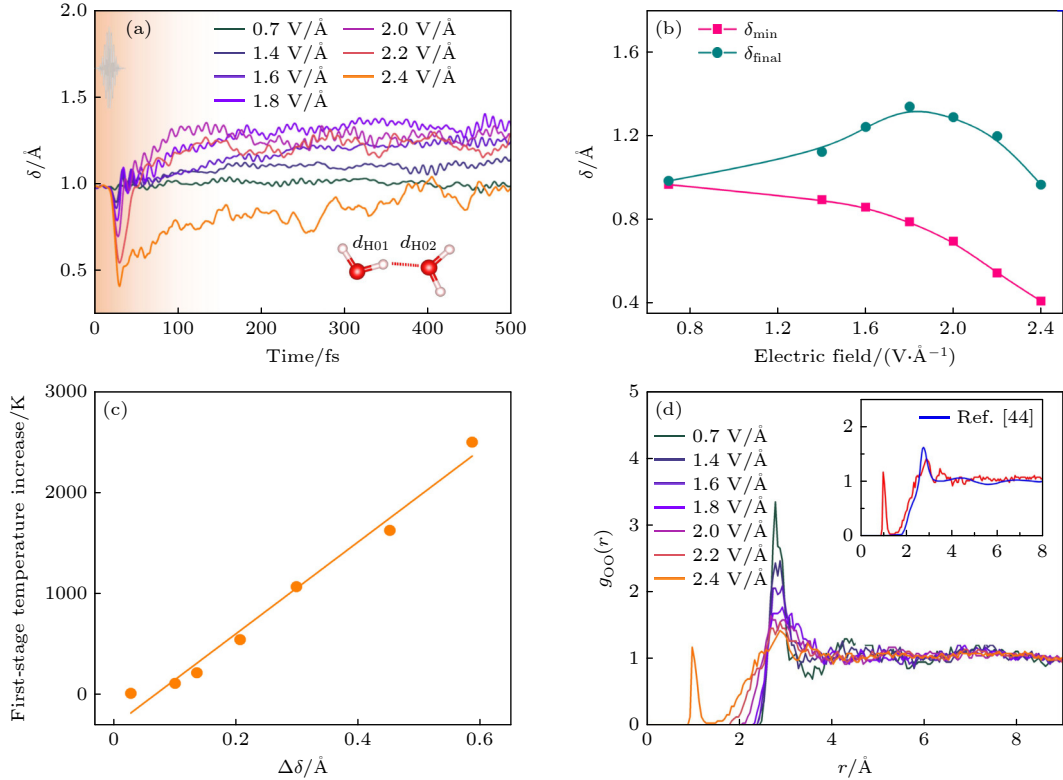 (a)
0.7 V/Å
1.4 V/Å
1.6 V/Å
1.8 V/Å
2.0 V/Å
2.2 V/Å
2.4 V/Å
2.0
1.5
1.0
0.5
δ/Å
d_H01 d_H02
0 100 200 300 400 500
Time/fs
(b)
δ_min
δ_final
1.6
1.2
0.8
0.4
δ/Å
0.8 1.2 1.6 2.0 2.4
Electric field/(V·Å⁻¹)
(c)
3000
2000
1000
0
First-stage temperature increase/K
0 0.2 0.4 0.6
Δδ/Å
(d)
0.7 V/Å
1.4 V/Å
1.6 V/Å
1.8 V/Å
2.0 V/Å
2.2 V/Å
2.4 V/Å
5
4
3
2
1
0
g_OO(r)
0 2 4 6 8
r/Å
Ref. [44]
2
1
0
0 2 4 6 8